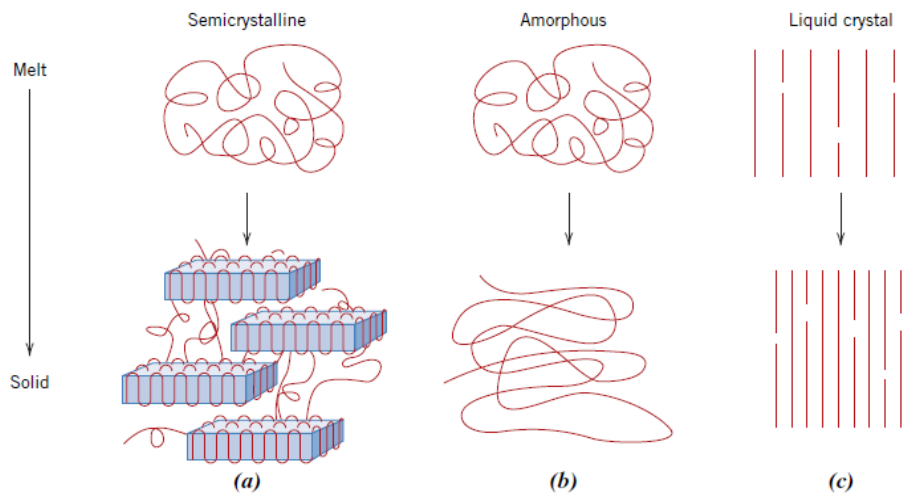 Semicrystalline
Amorphous
Liquid crystal
Melt
Solid
(a)
(b)
(c)